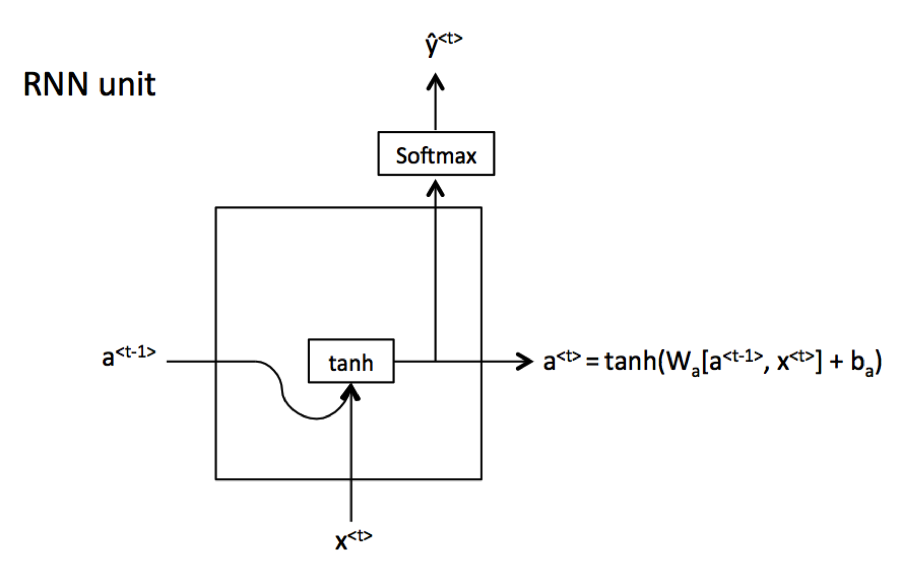 ŷ<t>
RNN unit
Softmax
a<t-1>
tanh
a<t> = tanh(Wa[a<t-1>, x<t>] + ba)
x<t>